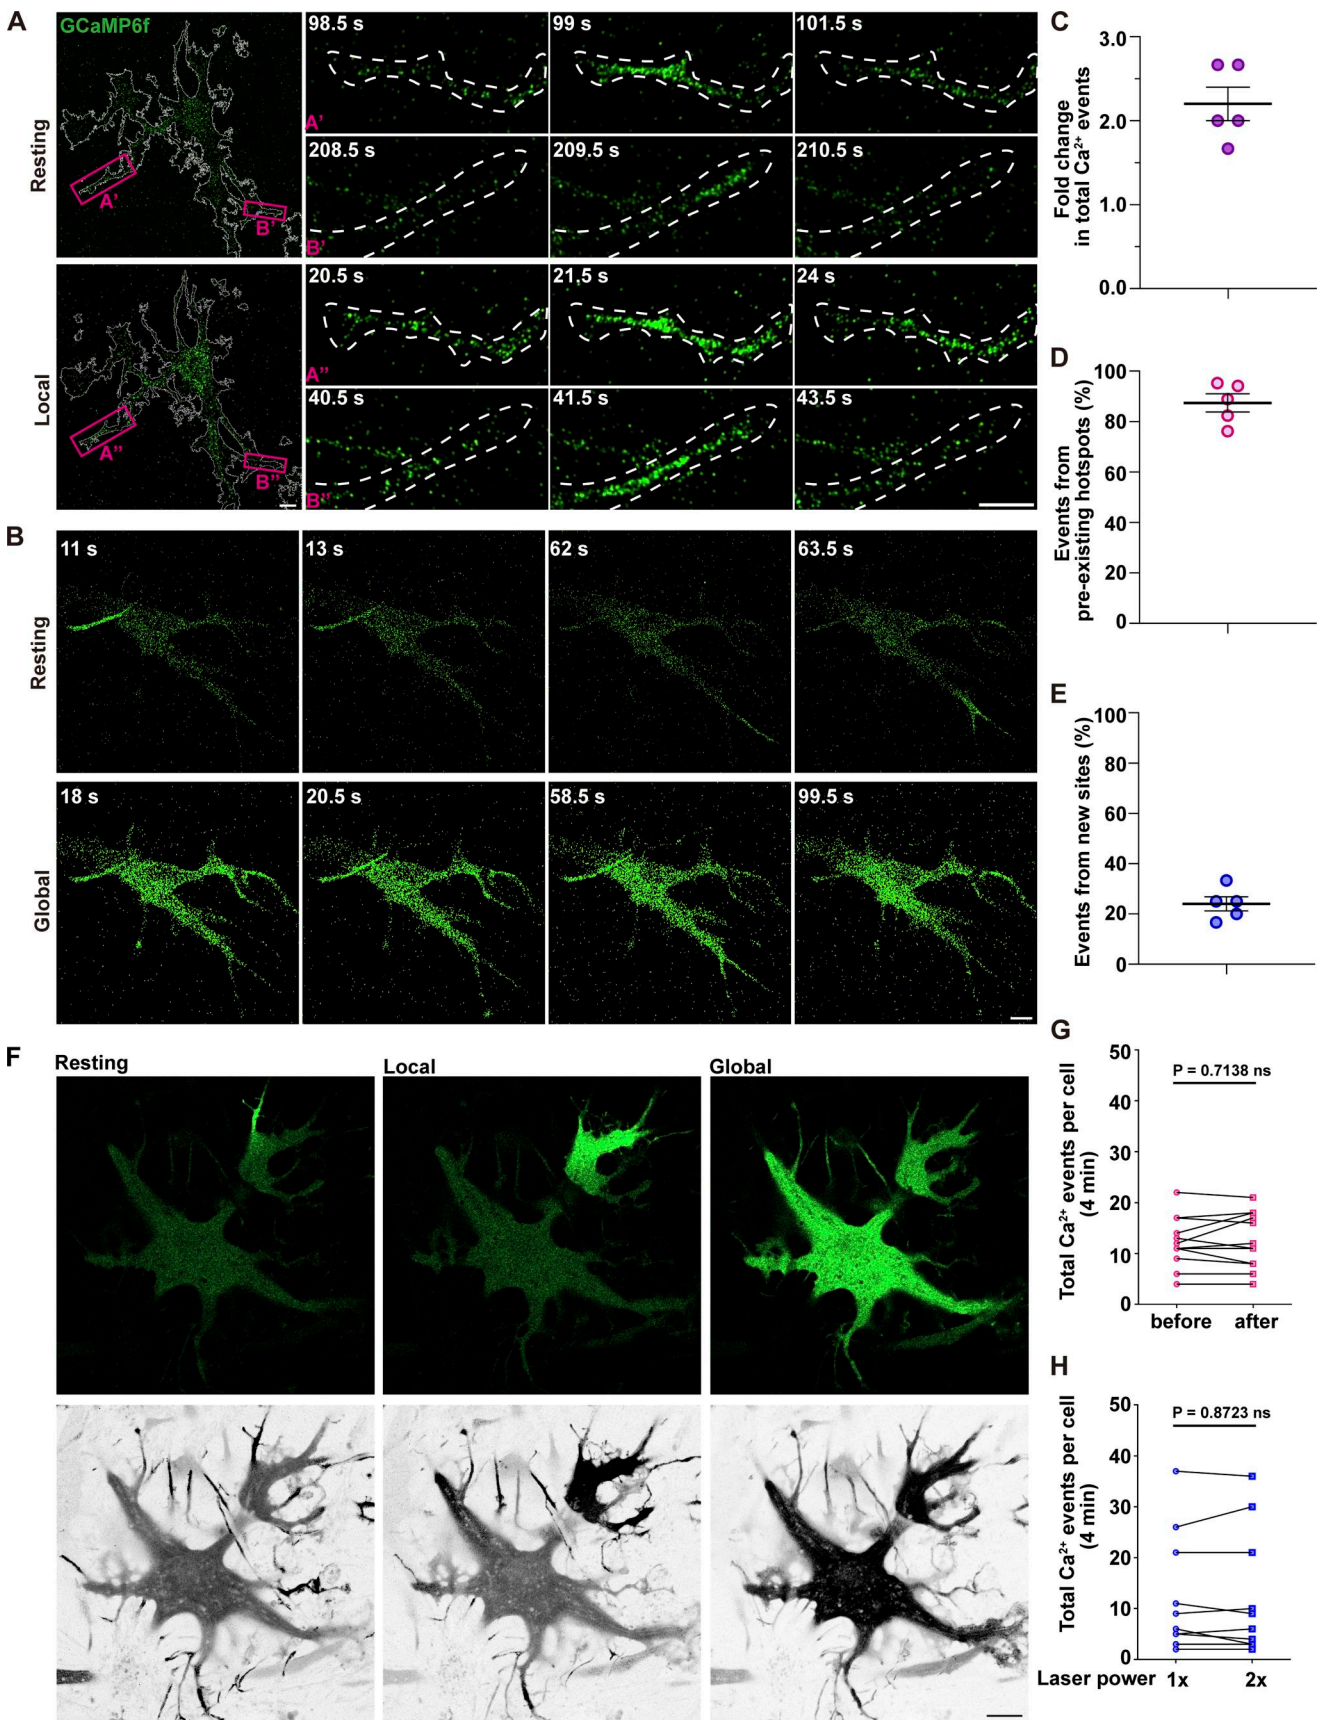 A
GCaMP6f
Resting
A'
B'
98.5 s
99 s
101.5 s
A'
208.5 s
209.5 s
210.5 s
B'
Local
A''
B''
20.5 s
21.5 s
24 s
A''
40.5 s
41.5 s
43.5 s
B''
B
Resting
11 s
13 s
62 s
63.5 s
Global
18 s
20.5 s
58.5 s
99.5 s
C
Fold change
in total Ca²⁺ events
3.0
2.0
1.0
0.0
D
Events from
pre-existing hotspots (%)
100
80
60
40
20
0
E
Events from new sites (%)
100
80
60
40
20
0
F
Resting
Local
Global
G
Total Ca²⁺ events per cell
(4 min)
50
40
30
20
10
0
P = 0.7138 ns
before
after
H
Total Ca²⁺ events per cell
(4 min)
50
40
30
20
10
0
P = 0.8723 ns
Laser power 1x 2x